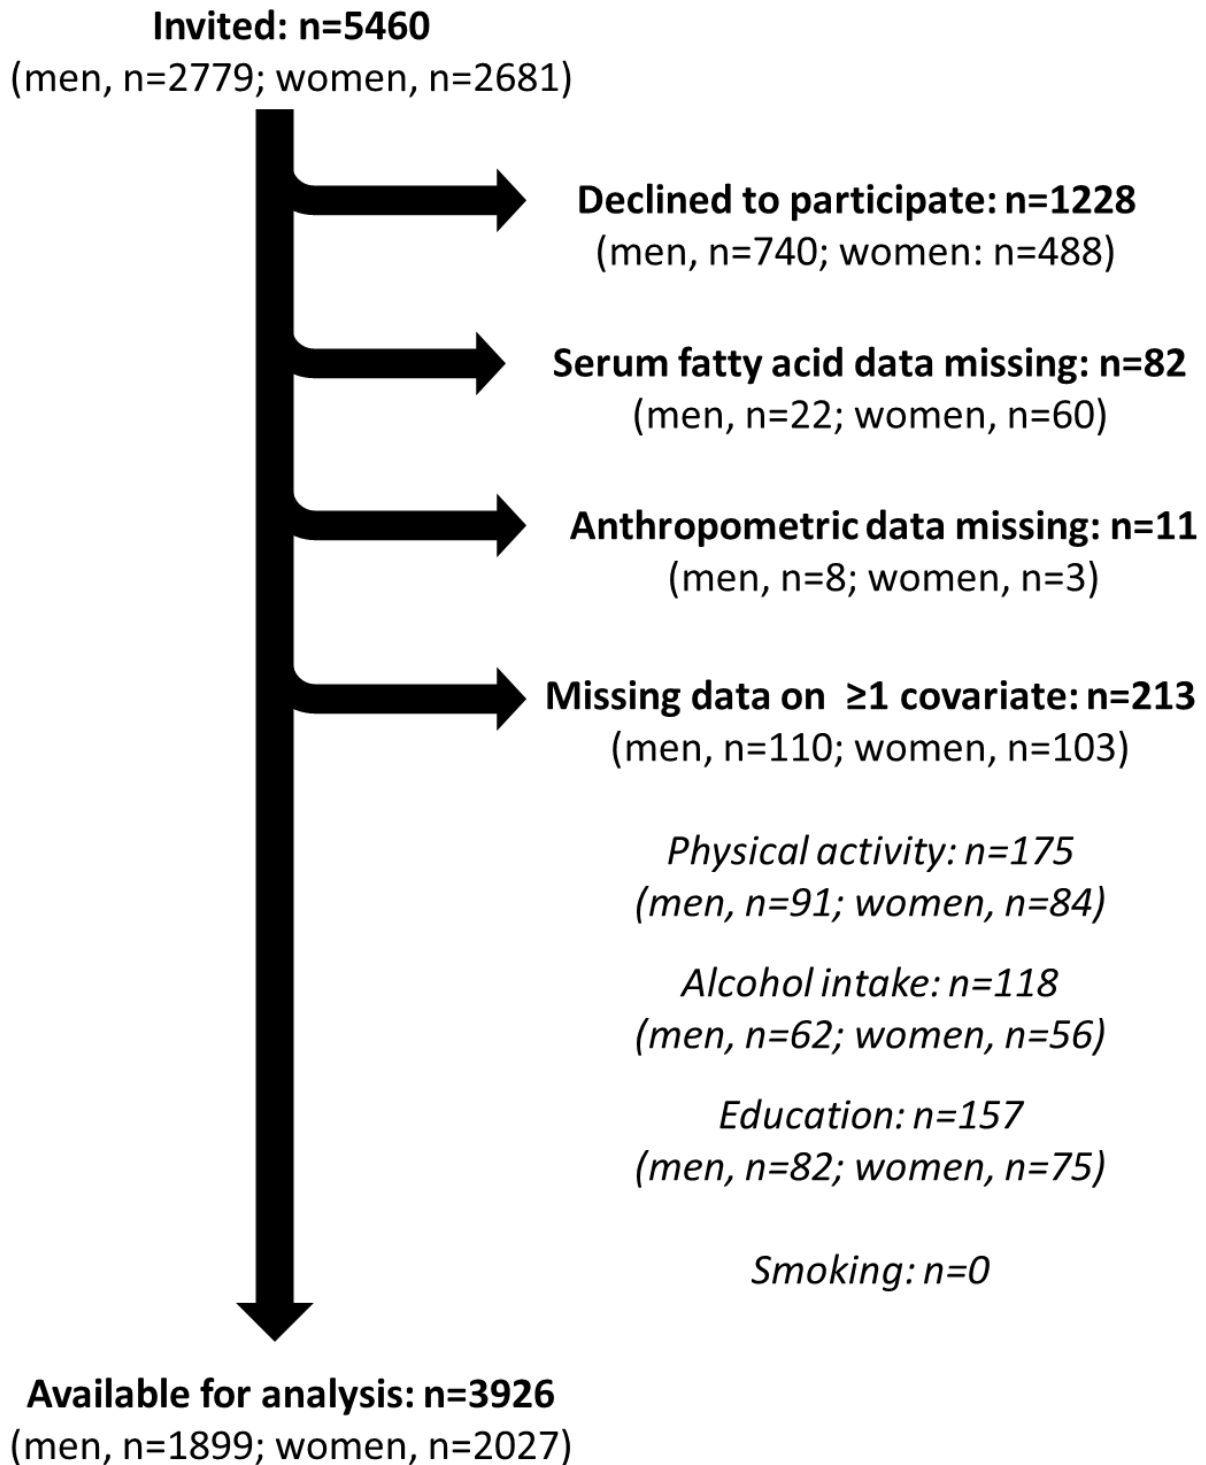 Invited: n=5460
(men, n=2779; women, n=2681)
Declined to participate: n=1228
(men, n=740; women: n=488)
Serum fatty acid data missing: n=82
(men, n=22; women, n=60)
Anthropometric data missing: n=11
(men, n=8; women, n=3)
Missing data on ≥1 covariate: n=213
(men, n=110; women, n=103)
Physical activity: n=175
(men, n=91; women, n=84)
Alcohol intake: n=118
(men, n=62; women, n=56)
Education: n=157
(men, n=82; women, n=75)
Smoking: n=0
Available for analysis: n=3926
(men, n=1899; women, n=2027)